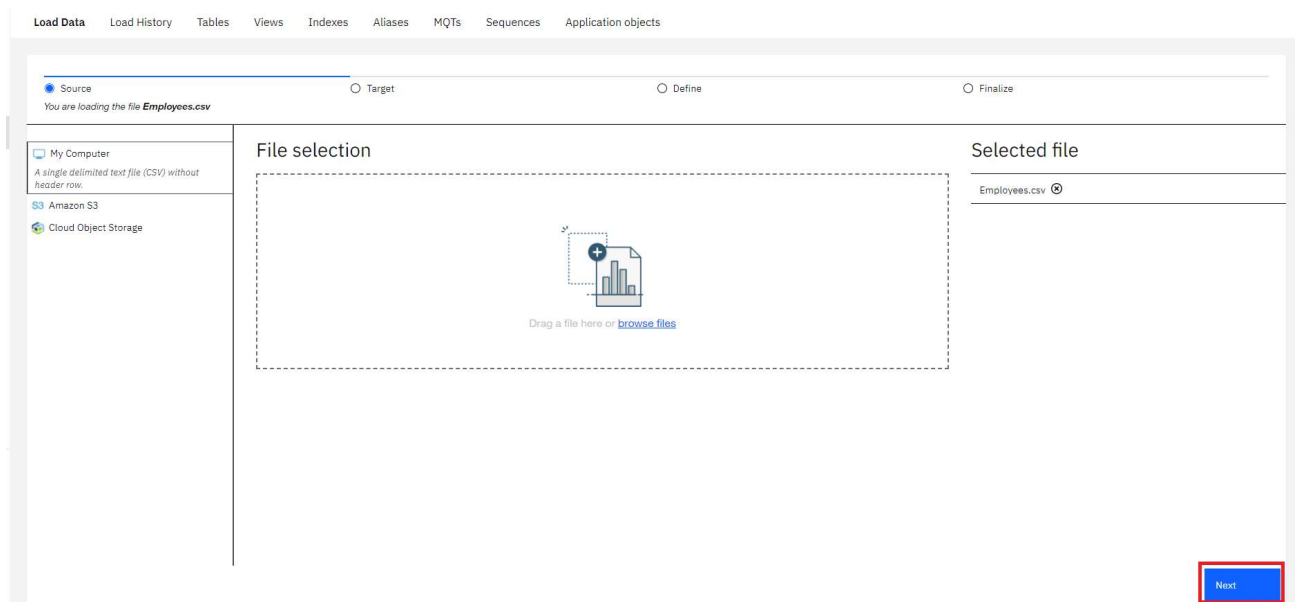 Load Data Load History Tables Views Indexes Aliases MQTs Sequences Application objects
Source Target Define Finalize
You are loading the file Employees.csv
My Computer
A single delimited text file (CSV) without
header row.
S3 Amazon S3
Cloud Object Storage
File selection
Drag a file here or browse files
Selected file
Employees.csv
Next